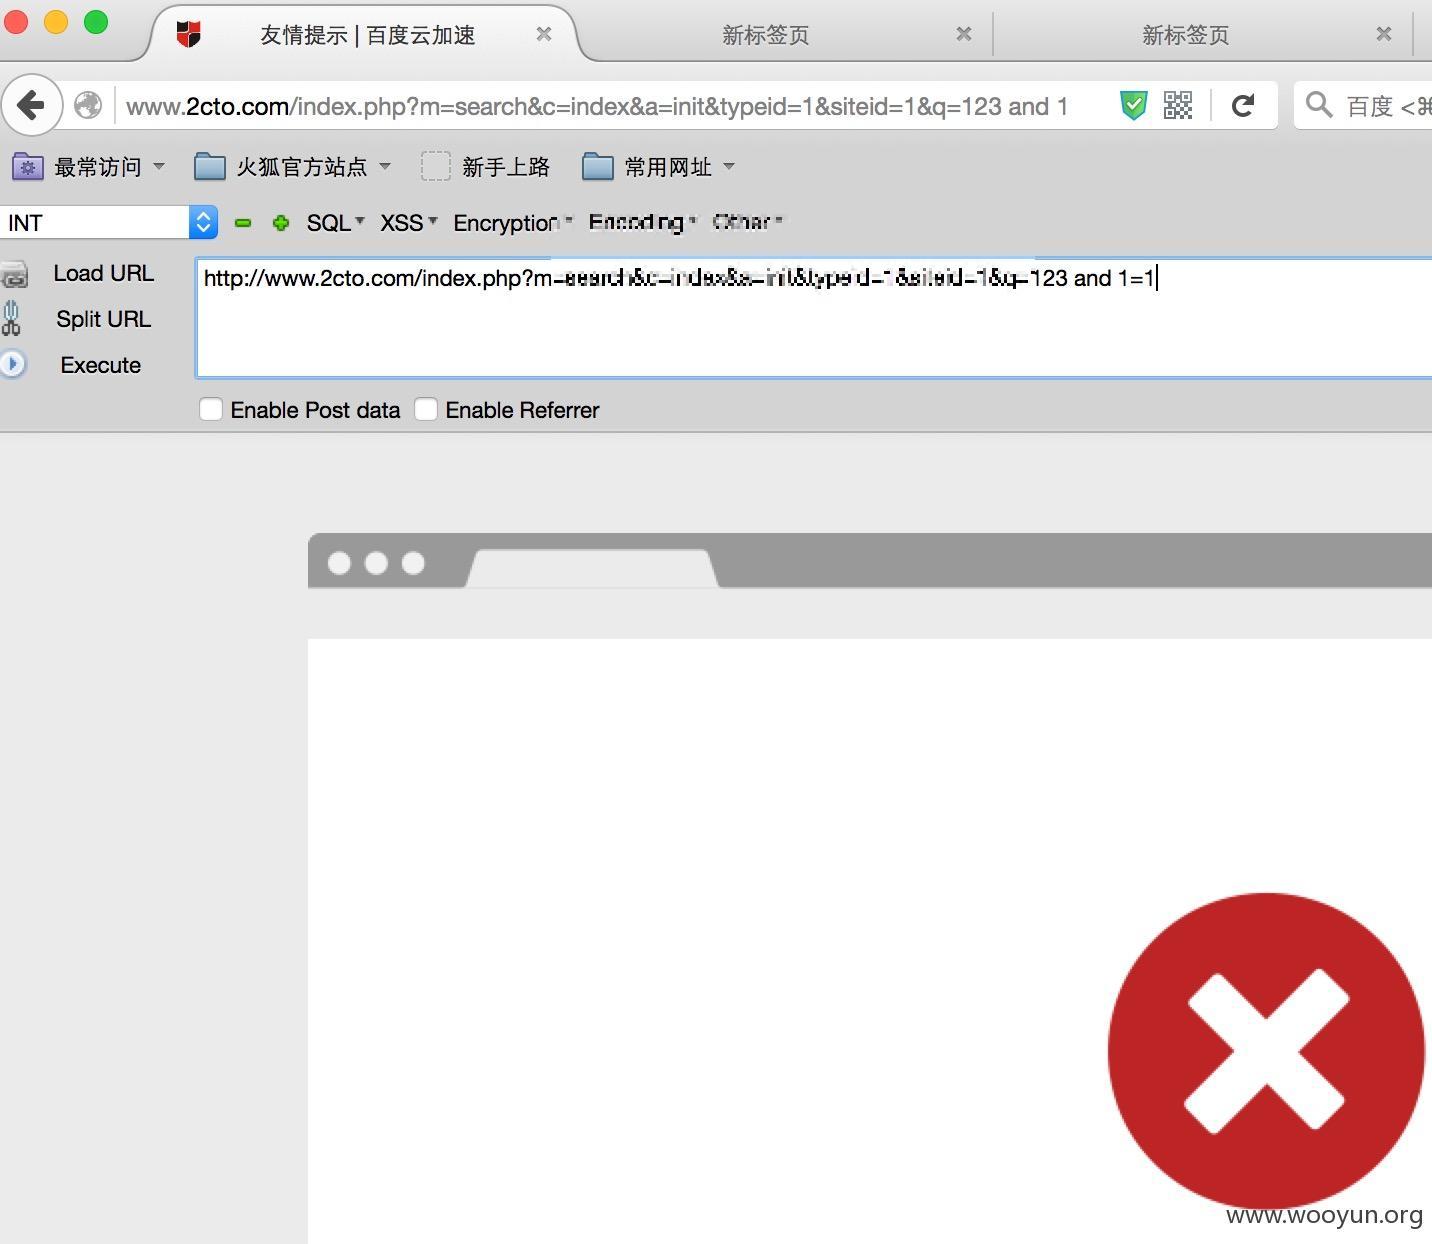 友情提示 | 百度云加速
新标签页
新标签页
www.2cto.com/index.php?m=search&c=index&a=init&typeid=1&siteid=1&q=123 and 1
百度 <⌘
最常访问
火狐官方站点
新手上路
常用网址
INT
SQL
XSS
Encryption
Encoding
Other
Load URL
http://www.2cto.com/index.php?m=search&c=index&a=init&typeid=1&siteid=1&q=123 and 1=1
Split URL
Execute
Enable Post data
Enable Referrer
www.wooyun.org